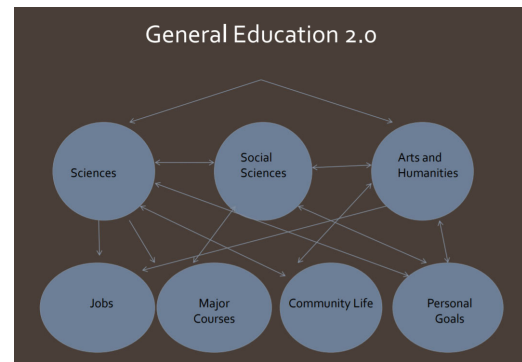 General Education 2.0
Sciences
Social
Sciences
Arts and
Humanities
Jobs
Major
Courses
Community Life
Personal
Goals